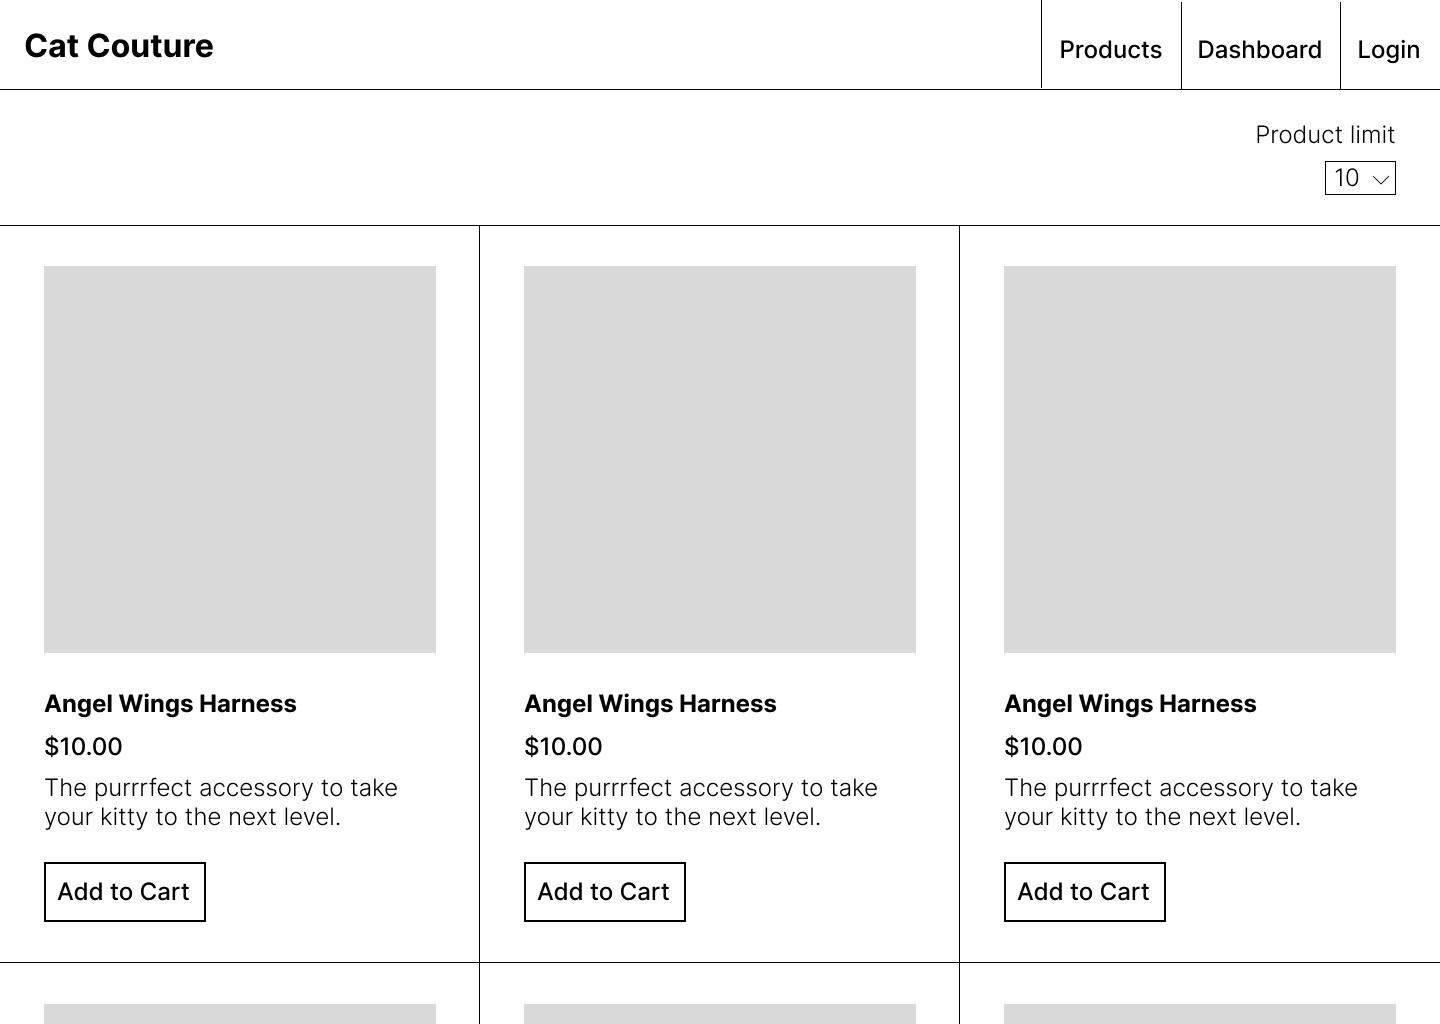 Cat Couture
Products
Dashboard
Login
Product limit
10
Angel Wings Harness
$10.00
The purrrfect accessory to take
your kitty to the next level.
Add to Cart
Angel Wings Harness
$10.00
The purrrfect accessory to take
your kitty to the next level.
Add to Cart
Angel Wings Harness
$10.00
The purrrfect accessory to take
your kitty to the next level.
Add to Cart